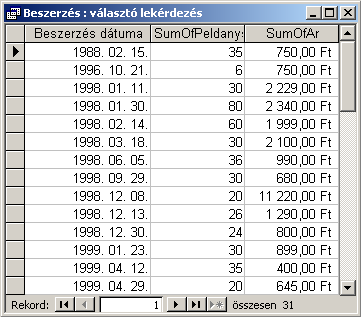 Beszerzés : választó lekérdezés
Beszerzés dátuma SumOfPeldanys SumOfAr
1988. 02. 15. 35 750,00 Ft
1996. 10. 21. 6 750,00 Ft
1998. 01. 11. 30 2 229,00 Ft
1998. 01. 30. 80 2 340,00 Ft
1998. 02. 14. 60 1 999,00 Ft
1998. 03. 18. 30 2 100,00 Ft
1998. 06. 05. 36 990,00 Ft
1998. 09. 29. 30 680,00 Ft
1998. 12. 08. 20 11 220,00 Ft
1998. 12. 13. 26 1 290,00 Ft
1998. 12. 30. 24 800,00 Ft
1999. 01. 23. 30 899,00 Ft
1999. 04. 12. 35 400,00 Ft
1999. 04. 29. 20 645,00 Ft
Rekord: 1 összesen 31